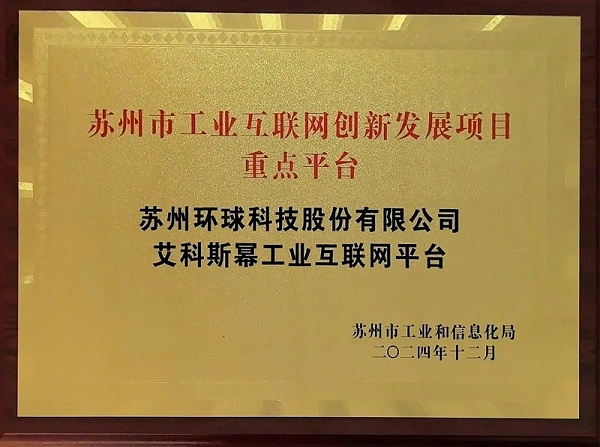 苏州市工业互联网创新发展项目
重点平台
苏州环球科技股份有限公司
艾科斯幂工业互联网平台
苏州市工业和信息化局
二〇二四年十二月